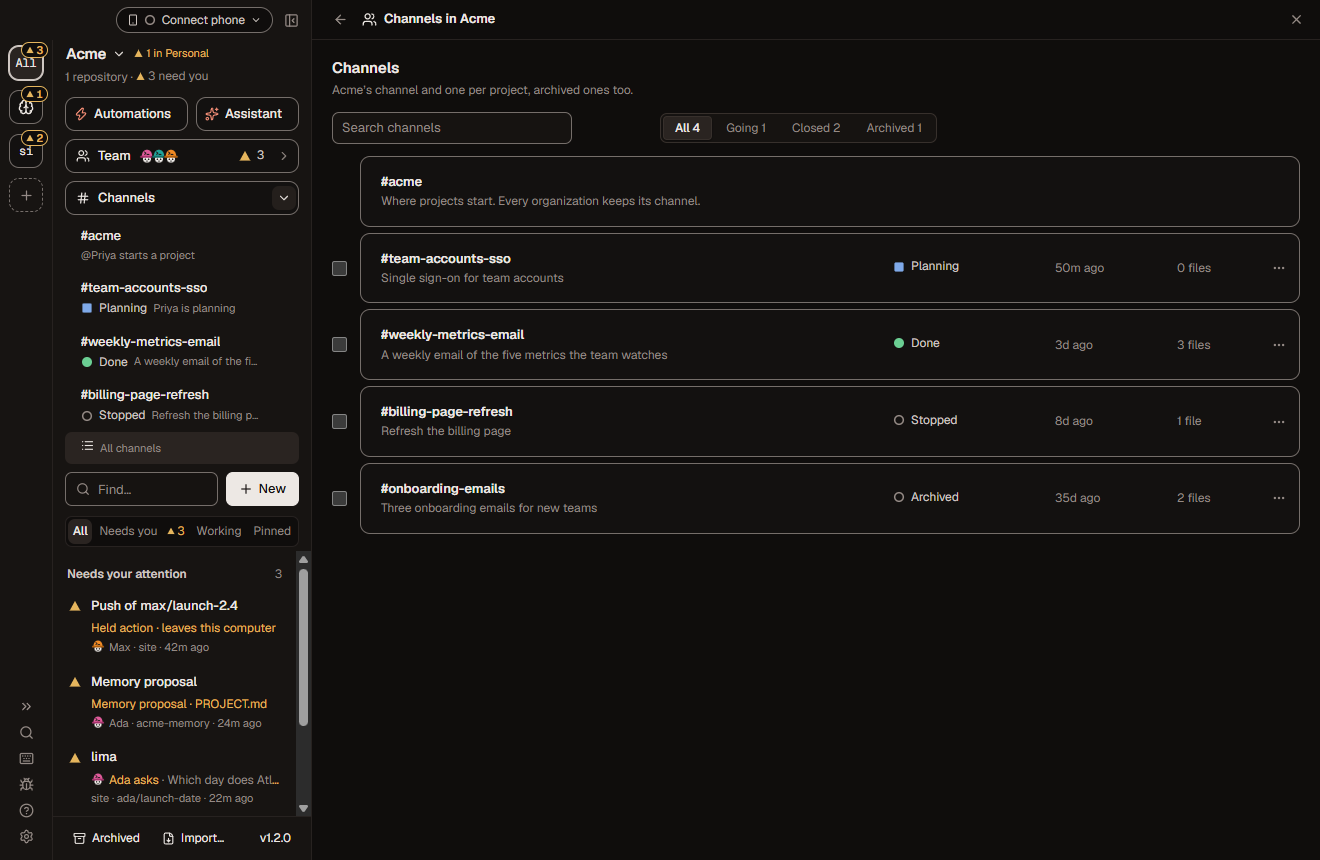 Connect phone
Channels in Acme
3
All
1
2
si
Acme
1 in Personal
1 repository · 3 need you
Automations
Assistant
Team
3
Channels
#acme
@Priya starts a project
#team-accounts-sso
Planning Priya is planning
#weekly-metrics-email
Done A weekly email of the fi…
#billing-page-refresh
Stopped Refresh the billing p…
All channels
Find…
New
All Needs you 3 Working Pinned
Needs your attention 3
Push of max/launch-2.4
Held action · leaves this computer
Max · site · 42m ago
Memory proposal
Memory proposal · PROJECT.md
Ada · acme-memory · 24m ago
lima
Ada asks · Which day does Atl…
site · ada/launch-date · 22m ago
Archived
Import…
v1.2.0
Channels
Acme's channel and one per project, archived ones too.
Search channels
All 4 Going 1 Closed 2 Archived 1
#acme
Where projects start. Every organization keeps its channel.
#team-accounts-sso
Single sign-on for team accounts
Planning
50m ago
0 files
#weekly-metrics-email
A weekly email of the five metrics the team watches
Done
3d ago
3 files
#billing-page-refresh
Refresh the billing page
Stopped
8d ago
1 file
#onboarding-emails
Three onboarding emails for new teams
Archived
35d ago
2 files